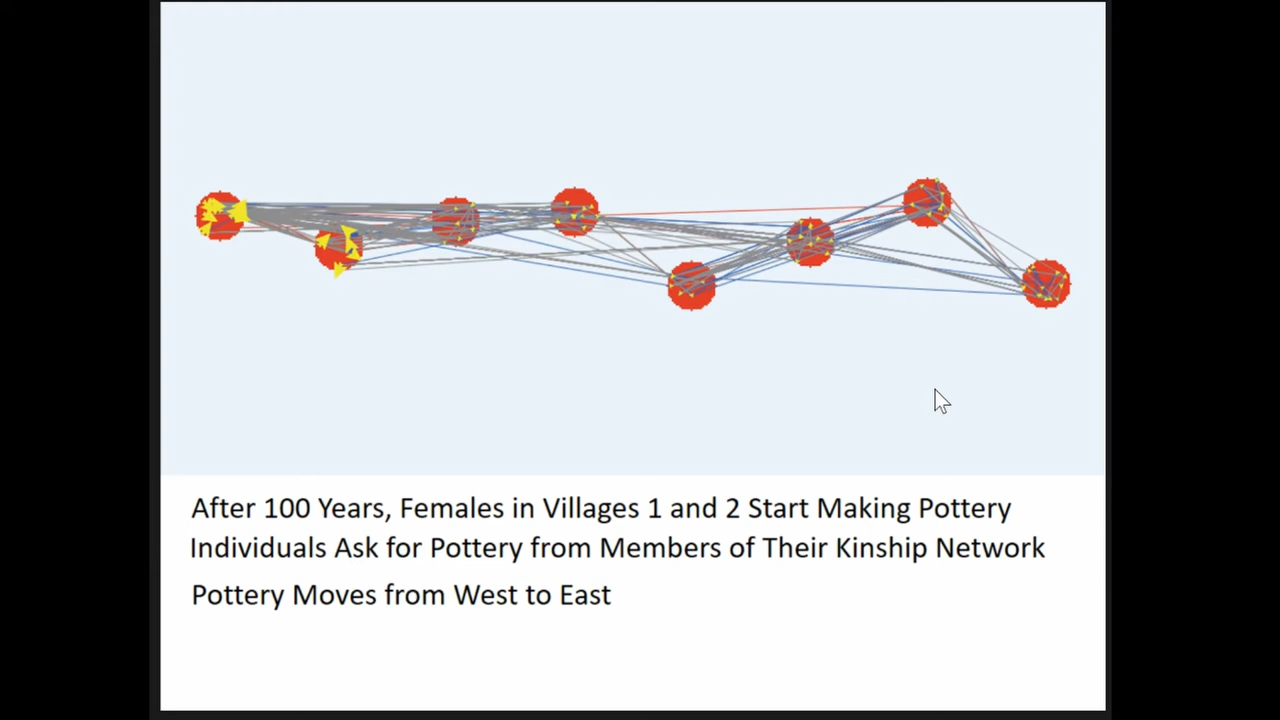 After 100 Years, Females in Villages 1 and 2 Start Making Pottery
Individuals Ask for Pottery from Members of Their Kinship Network
Pottery Moves from West to East